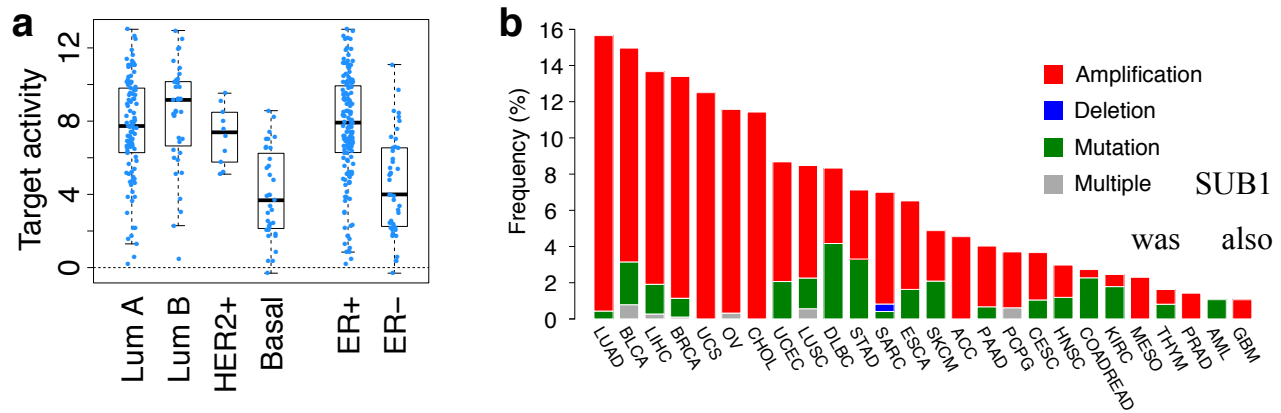 a
Target activity
12
8
4
0
Lum A
Lum B
HER2+
Basal
ER+
ER−
b
Frequency (%)
16
14
12
10
8
6
4
2
0
Amplification
Deletion
Mutation
Multiple
SUB1
was also
LUAD
BLCA
LIHC
BRCA
UCS
OV
CHOL
UCEC
LUSC
DLBC
STAD
SARC
ESCA
SKCM
ACC
PAAD
PCPG
CESC
HNSC
COADREAD
KIRC
MESO
THYM
PRAD
AML
GBM